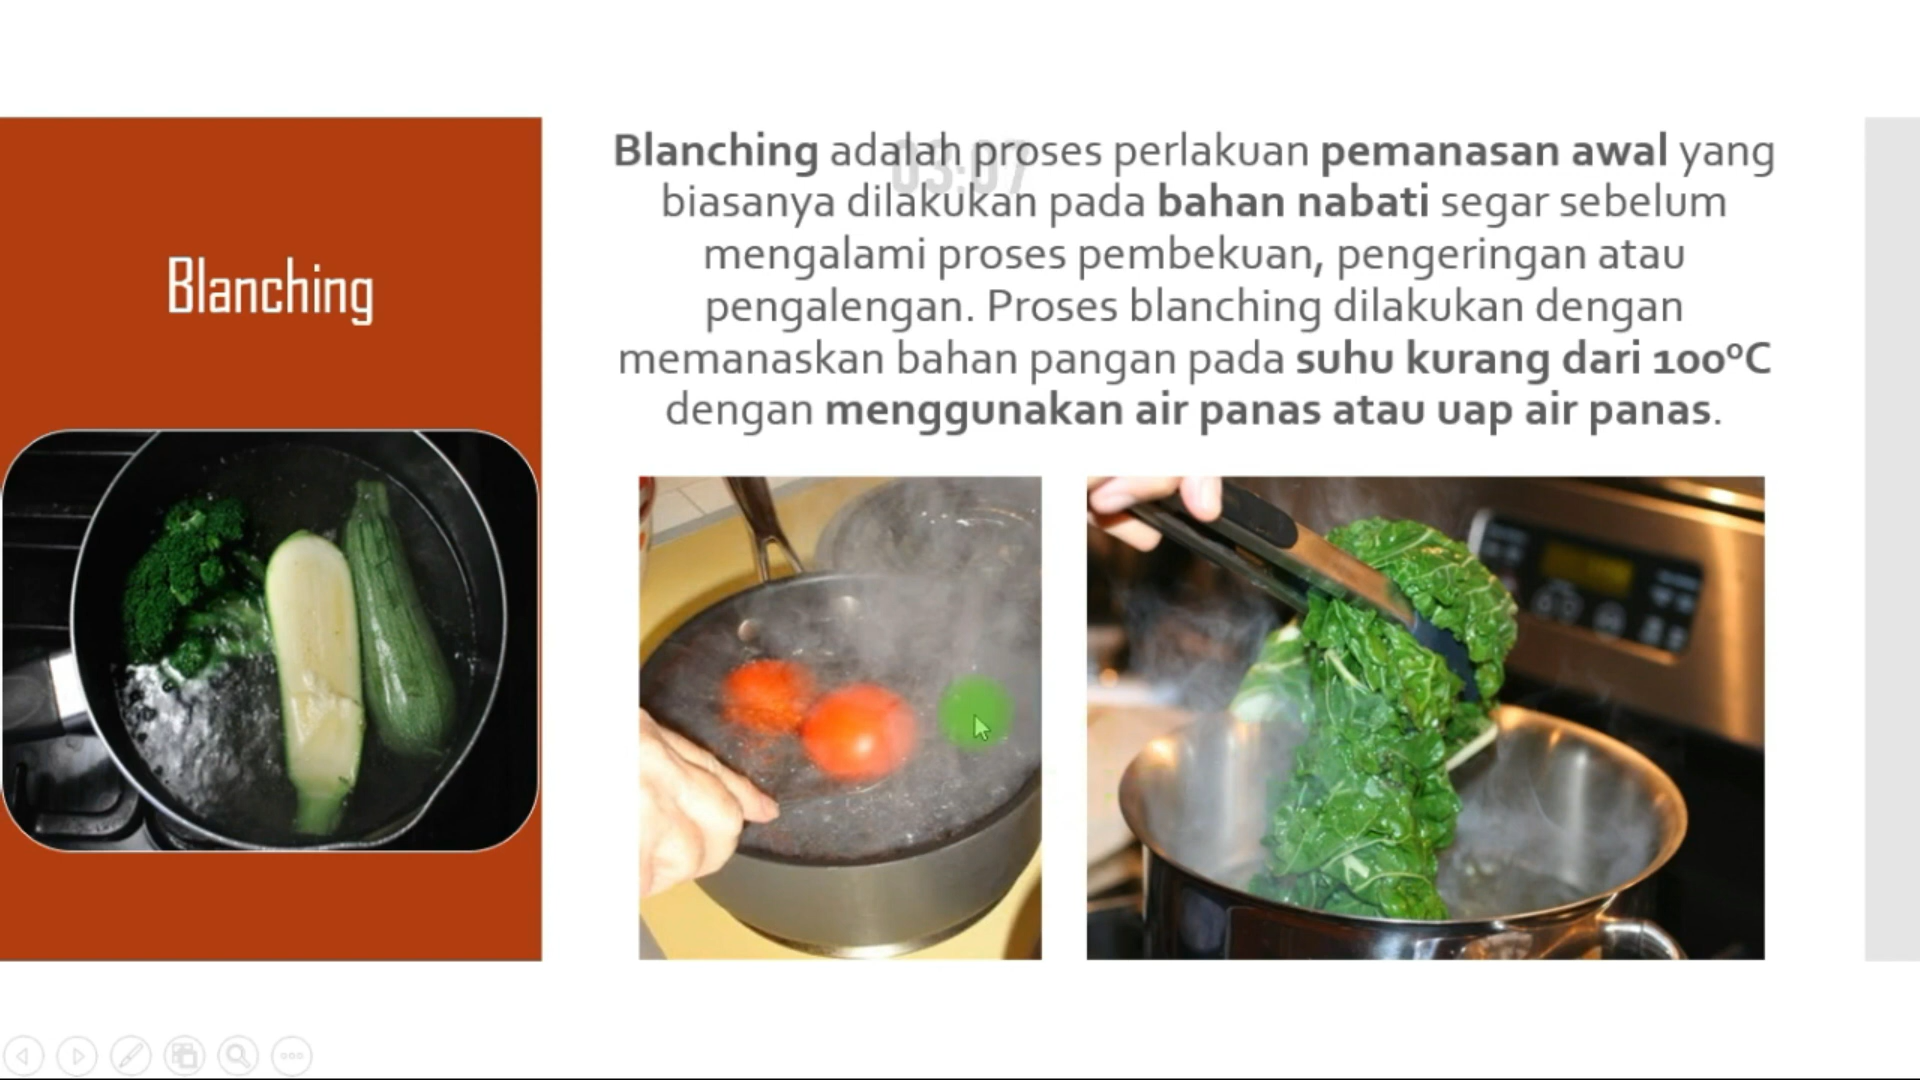 Blanching
Blanching adalah proses perlakuan pemanasan awal yang
biasanya dilakukan pada bahan nabati segar sebelum
mengalami proses pembekuan, pengeringan atau
pengalengan. Proses blanching dilakukan dengan
memanaskan bahan pangan pada suhu kurang dari 100°C
dengan menggunakan air panas atau uap air panas.
03:07